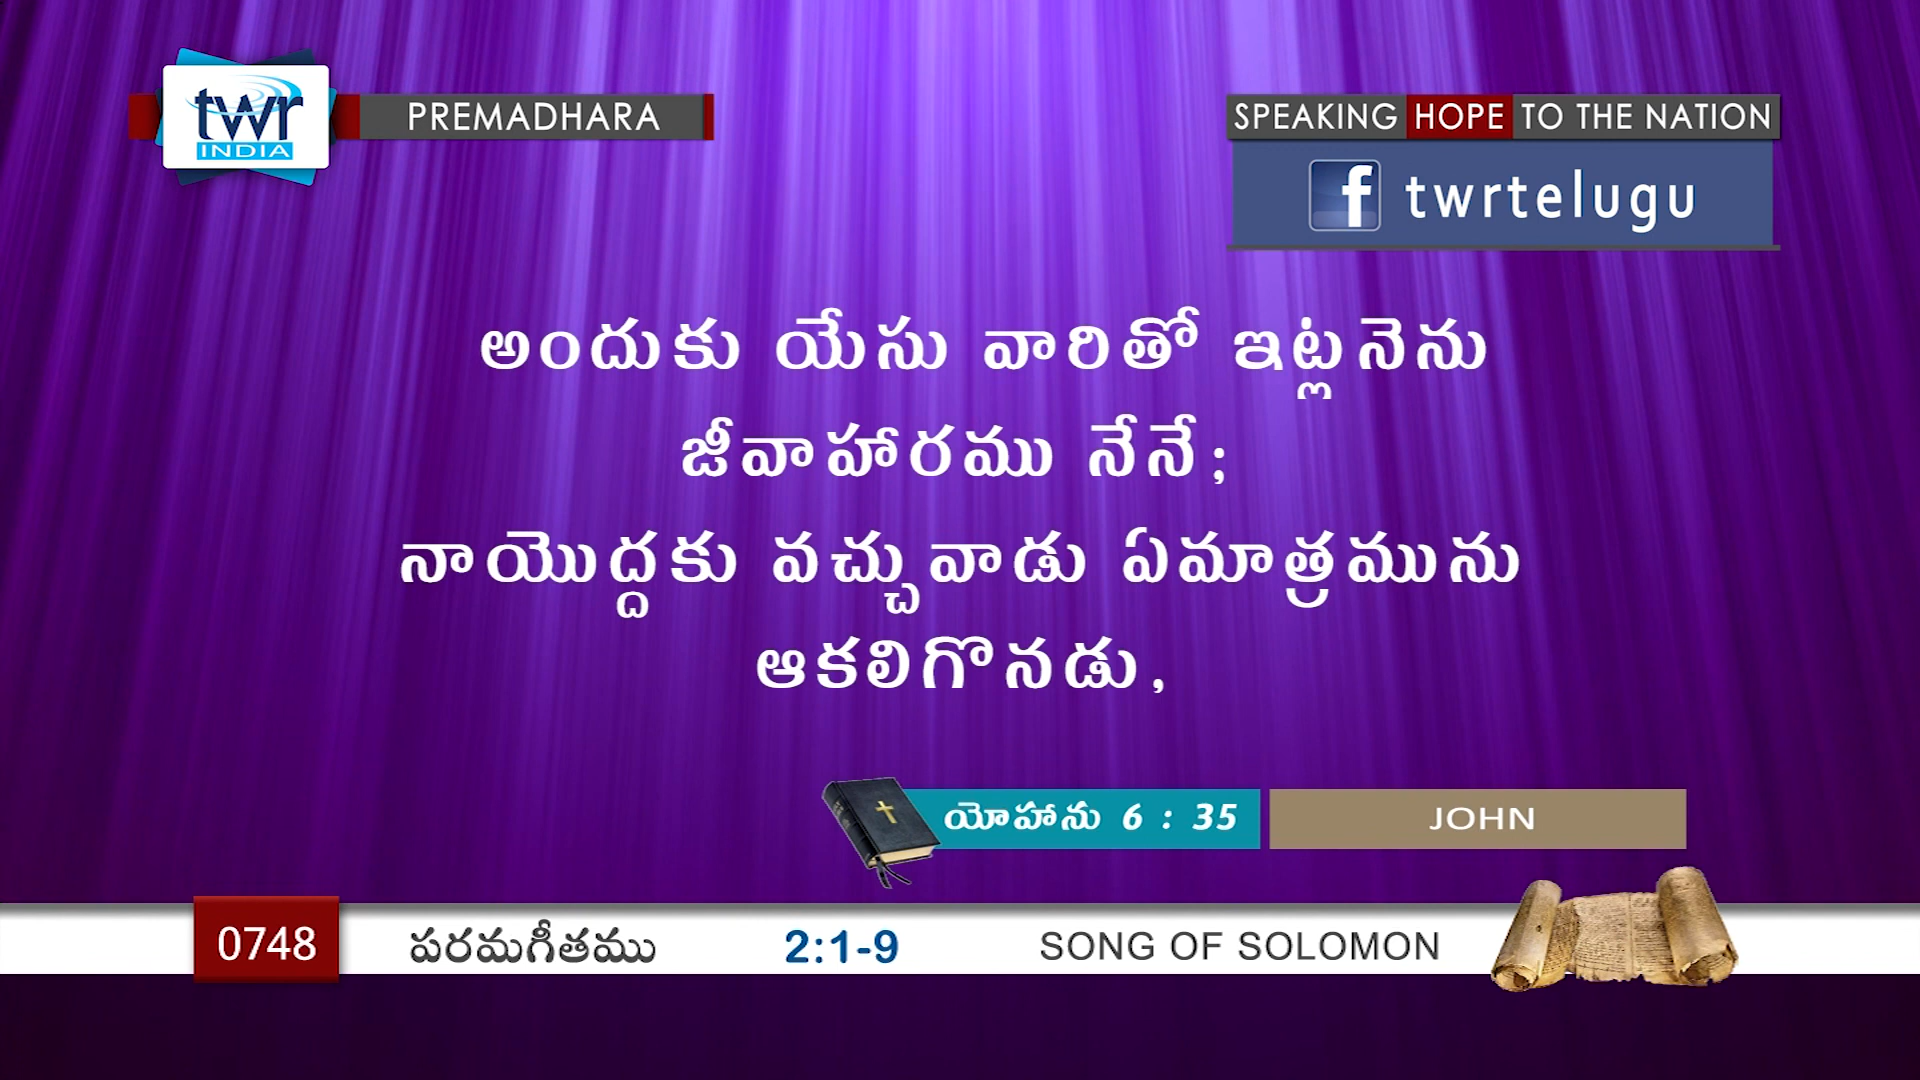 twr
INDIA
PREMADHARA
SPEAKING HOPE TO THE NATION
f twrtelugu
అందుకు యేసు వారితో ఇట్లనెను
జీవాహారము నేనే;
నాయొద్దకు వచ్చువాడు ఏమాత్రమును
ఆకలిగొనడు,
యోహాను 6 : 35 JOHN
0748 పరమగీతము 2:1-9 SONG OF SOLOMON